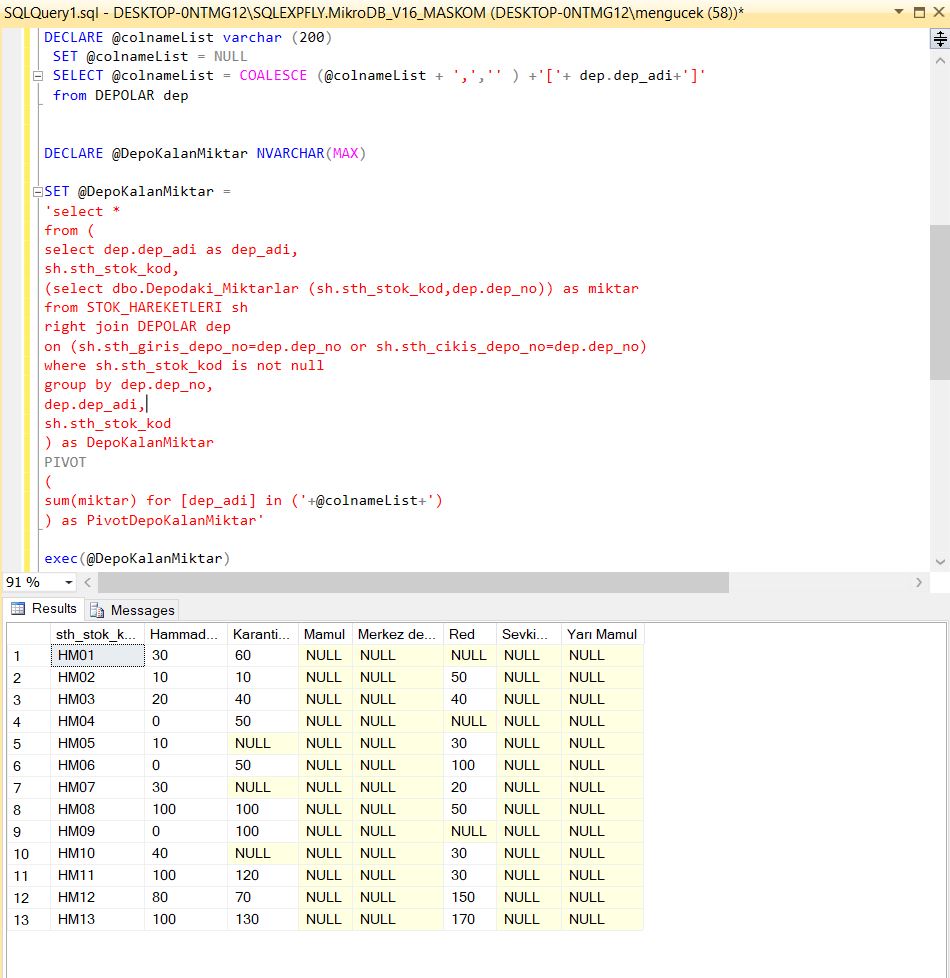 SQLQuery1.sql - DESKTOP-0NTMG12\SQLEXPFLY.MikroDB_V16_MASKOM (DESKTOP-0NTMG12\mengucek (58))*
DECLARE @colnameList varchar (200)
SET @colnameList = NULL
SELECT @colnameList = COALESCE (@colnameList + ',','' ) +'['+ dep.dep_adi+']'
from DEPOLAR dep
DECLARE @DepoKalanMiktar NVARCHAR(MAX)
SET @DepoKalanMiktar =
'select *
from (
select dep.dep_adi as dep_adi,
sh.sth_stok_kod,
(select dbo.Depodaki_Miktarlar (sh.sth_stok_kod,dep.dep_no)) as miktar
from STOK_HAREKETLERI sh
right join DEPOLAR dep
on (sh.sth_giris_depo_no=dep.dep_no or sh.sth_cikis_depo_no=dep.dep_no)
where sh.sth_stok_kod is not null
group by dep.dep_no,
dep.dep_adi,
sh.sth_stok_kod
) as DepoKalanMiktar
PIVOT
(
sum(miktar) for [dep_adi] in ('+@colnameList+')
) as PivotDepoKalanMiktar'
exec(@DepoKalanMiktar)
91 %
Results Messages
sth_stok_k... Hammad... Karanti... Mamul Merkez de... Red Sevki... Yarı Mamul
1 HM01 30 60 NULL NULL NULL NULL NULL
2 HM02 10 10 NULL NULL 50 NULL NULL
3 HM03 20 40 NULL NULL 40 NULL NULL
4 HM04 0 50 NULL NULL NULL NULL NULL
5 HM05 10 NULL NULL NULL 30 NULL NULL
6 HM06 0 50 NULL NULL 100 NULL NULL
7 HM07 30 NULL NULL NULL 20 NULL NULL
8 HM08 100 100 NULL NULL 50 NULL NULL
9 HM09 0 100 NULL NULL NULL NULL NULL
10 HM10 40 NULL NULL NULL 30 NULL NULL
11 HM11 100 120 NULL NULL 30 NULL NULL
12 HM12 80 70 NULL NULL 150 NULL NULL
13 HM13 100 130 NULL NULL 170 NULL NULL